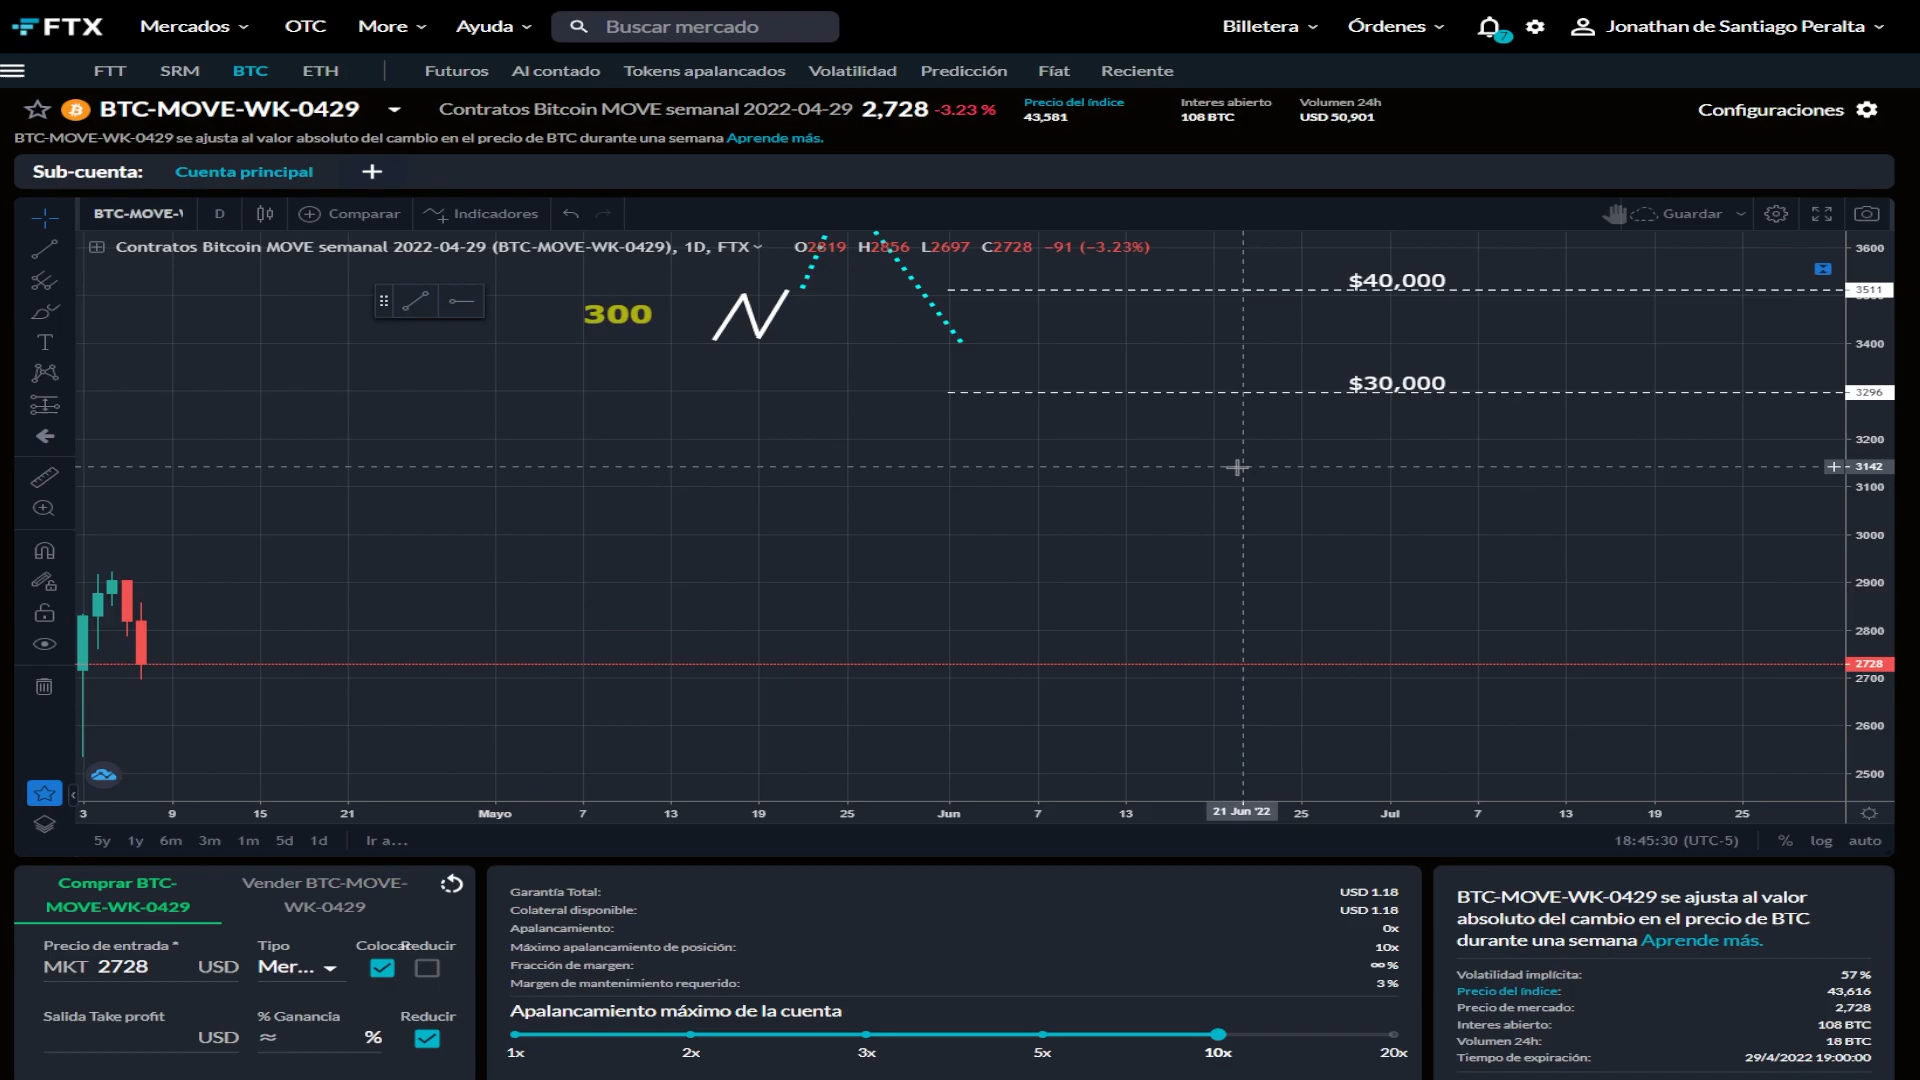 FTX Mercados OTC More Ayuda Buscar mercado Billetera Órdenes 7 Jonathan de Santiago Peralta
FTT SRM BTC ETH Futuros Al contado Tokens apalancados Volatilidad Predicción Fíat Reciente
BTC-MOVE-WK-0429 Contratos Bitcoin MOVE semanal 2022-04-29 2,728 -3.23 %
Precio del índice
43,581
Interes abierto
108 BTC
Volumen 24h
USD 50,901
Configuraciones
BTC-MOVE-WK-0429 se ajusta al valor absoluto del cambio en el precio de BTC durante una semana Aprende más.
Sub-cuenta: Cuenta principal +
BTC-MOVE-\ D Comparar Indicadores Guardar
Contratos Bitcoin MOVE semanal 2022-04-29 (BTC-MOVE-WK-0429), 1D, FTX O2819 H2856 L2697 C2728 −91 (−3.23%)
300
$40,000
$30,000
3600
3511
3400
3296
3200
3142
3100
3000
2900
2800
2728
2700
2600
2500
3 9 15 21 Mayo 7 13 19 25 Jun 7 13 21 Jun '22 25 Jul 7 13 19 25
5y 1y 6m 3m 1m 5d 1d Ir a... 18:45:30 (UTC-5) % log auto
Comprar BTC-
MOVE-WK-0429
Vender BTC-MOVE-
WK-0429
Precio de entrada * Tipo Coloca Reducir
MKT 2728 USD Mer...
Salida Take profit % Ganancia Reducir
USD ≈ %
Garantía Total: USD 1.18
Colateral disponible: USD 1.18
Apalancamiento: 0x
Máximo apalancamiento de posición: 10x
Fracción de margen: ∞ %
Margen de mantenimiento requerido: 3 %
Apalancamiento máximo de la cuenta
1x 2x 3x 5x 10x 20x
BTC-MOVE-WK-0429 se ajusta al valor
absoluto del cambio en el precio de BTC
durante una semana Aprende más.
Volatilidad implícita: 57 %
Precio del índice: 43,616
Precio de mercado: 2,728
Interes abierto: 108 BTC
Volumen 24h: 18 BTC
Tiempo de expiración: 29/4/2022 19:00:00